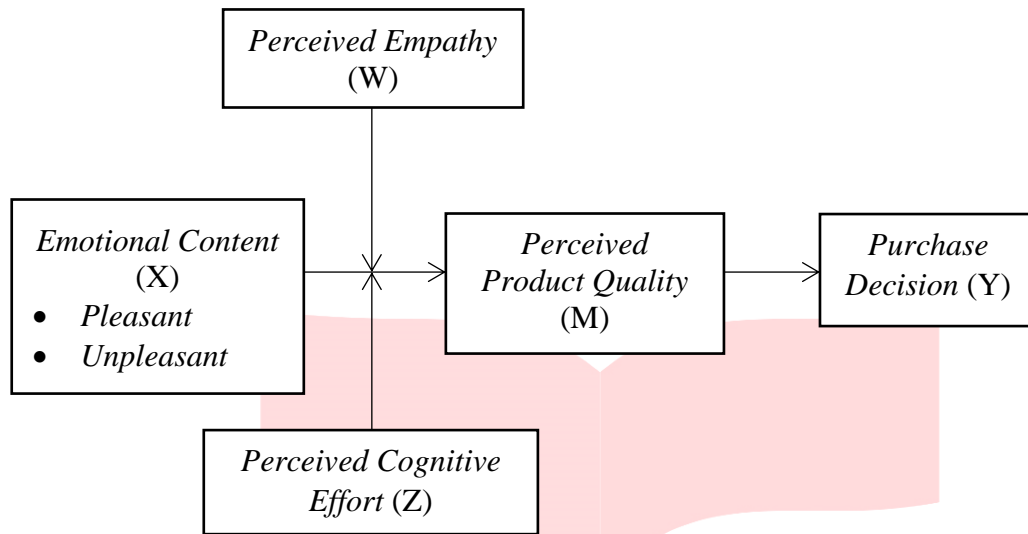 Perceived Empathy
(W)
Emotional Content
(X)
• Pleasant
• Unpleasant
Perceived
Product Quality
(M)
Purchase
Decision (Y)
Perceived Cognitive
Effort (Z)